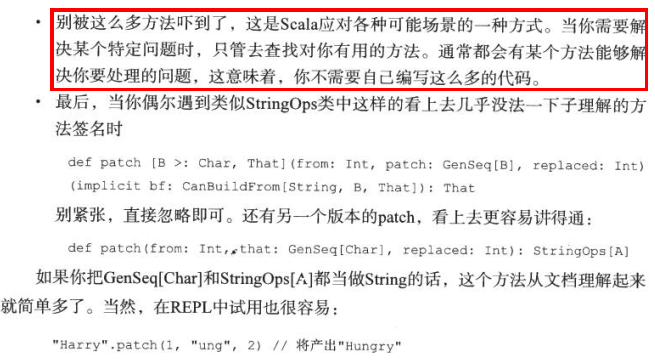 • 别被这么多方法吓到了，这是Scala应对各种可能场景的一种方式。当你需要解
决某个特定问题时，只管去查找对你有用的方法。通常都会有某个方法能够解
决你要处理的问题，这意味着，你不需要自己编写这么多的代码。
• 最后，当你偶尔遇到类似StringOps类中这样的看上去几乎没法一下子理解的方
法签名时
def patch [B >: Char, That](from: Int, patch: GenSeq[B], replaced: Int)
(implicit bf: CanBuildFrom[String, B, That]): That
别紧张，直接忽略即可。还有另一个版本的patch，看上去更容易讲得通：
def patch(from: Int, that: GenSeq[Char], replaced: Int): StringOps[A]
如果你把GenSeq[Char]和StringOps[A]都当做String的话，这个方法从文档理解起来
就简单多了。当然，在REPL中试用也很容易：
"Harry".patch(1, "ung", 2) // 将产出"Hungry"